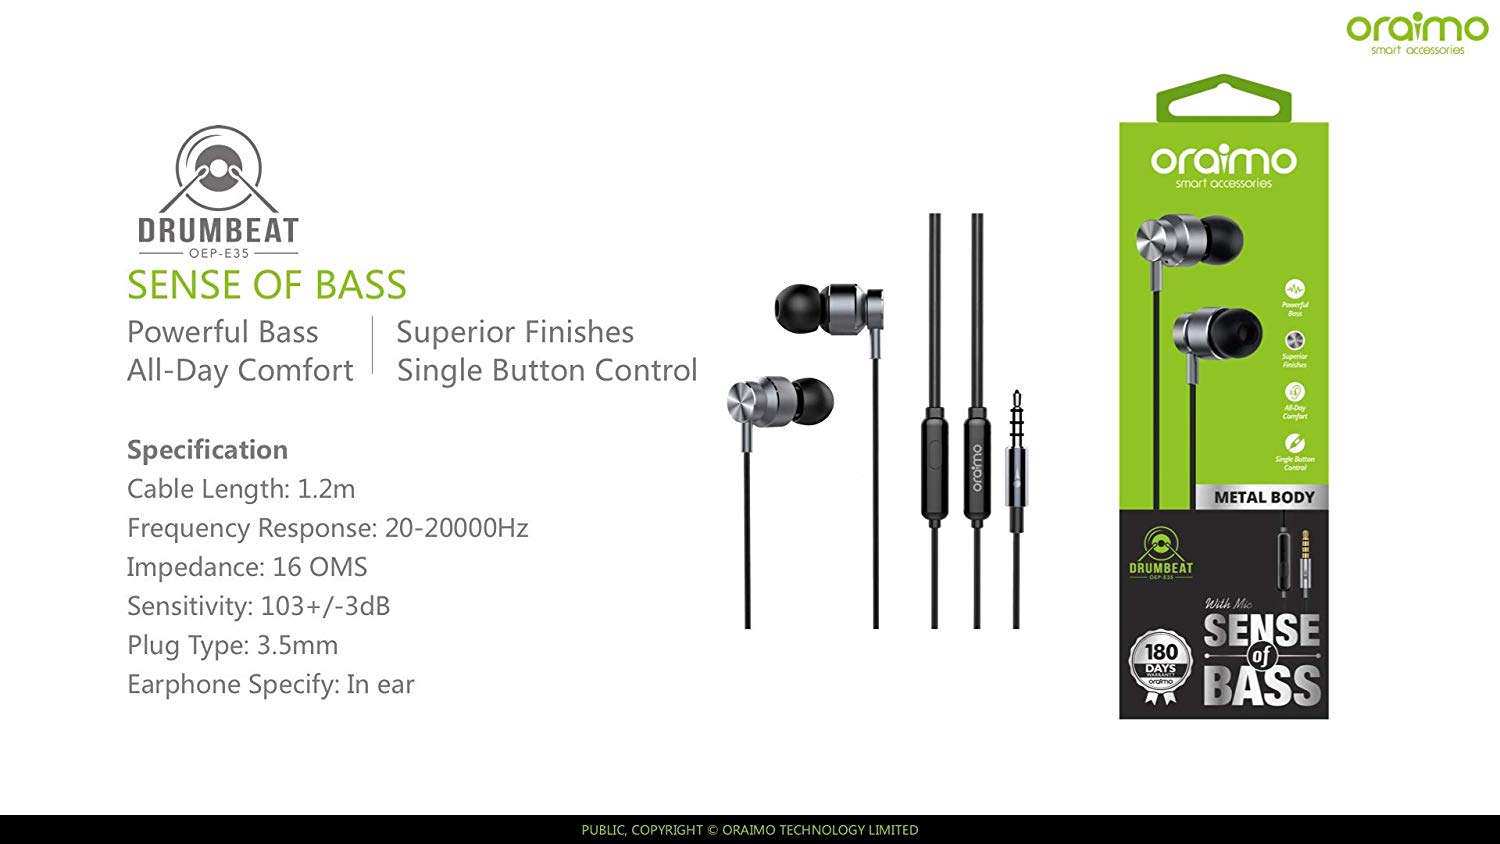 oraimo
smart accessories
DRUMBEAT
OEP-E35
SENSE OF BASS
Powerful Bass
All-Day Comfort
Superior Finishes
Single Button Control
Specification
Cable Length: 1.2m
Frequency Response: 20-20000Hz
Impedance: 16 OMS
Sensitivity: 103+/-3dB
Plug Type: 3.5mm
Earphone Specify: In ear
oraimo
oraimo
smart accessories
Powerful
Bass
Superior
Finishes
All-Day
Comfort
Single Button
Control
METAL BODY
DRUMBEAT
OEP-E35
With Mic
SENSE
of
BASS
180
DAYS
WARRANTY
oraimo
PUBLIC, COPYRIGHT © ORAIMO TECHNOLOGY LIMITED